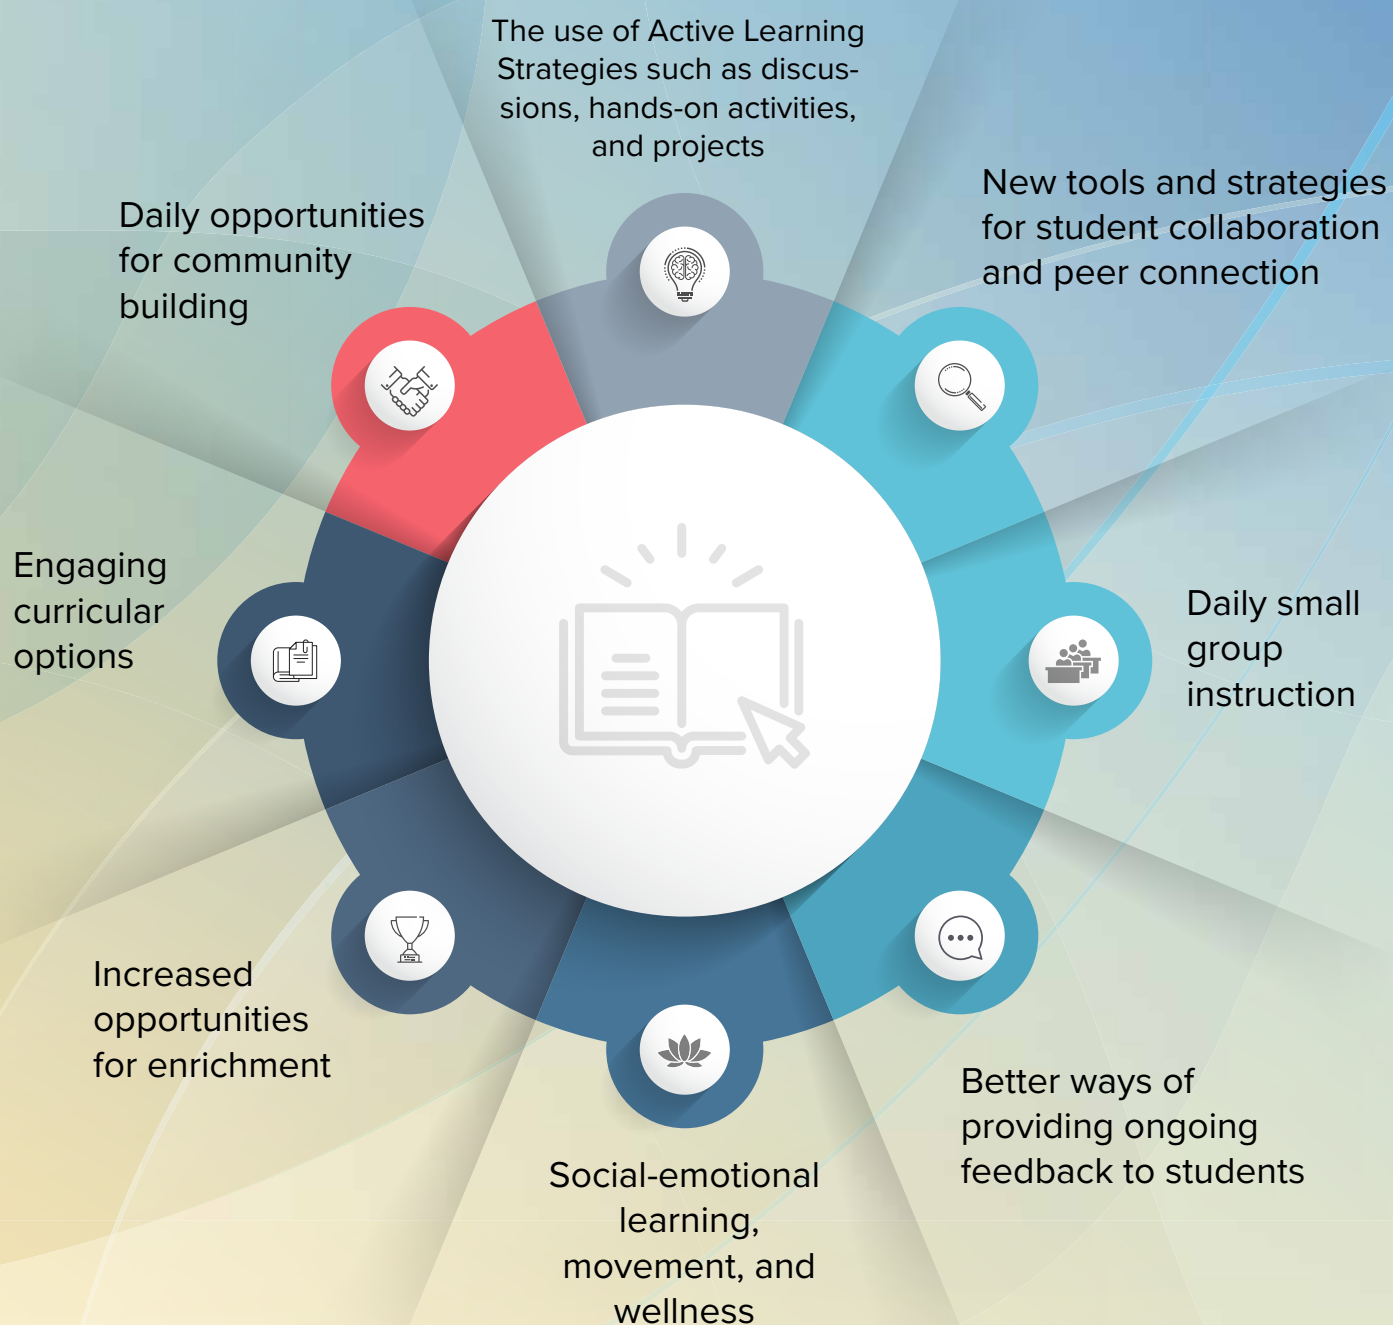 The use of Active Learning
Strategies such as discus-
sions, hands-on activities,
and projects
New tools and strategies
for student collaboration
and peer connection
Daily small
group
instruction
Better ways of
providing ongoing
feedback to students
Social-emotional
learning,
movement, and
wellness
Increased
opportunities
for enrichment
Engaging
curricular
options
Daily opportunities
for community
building